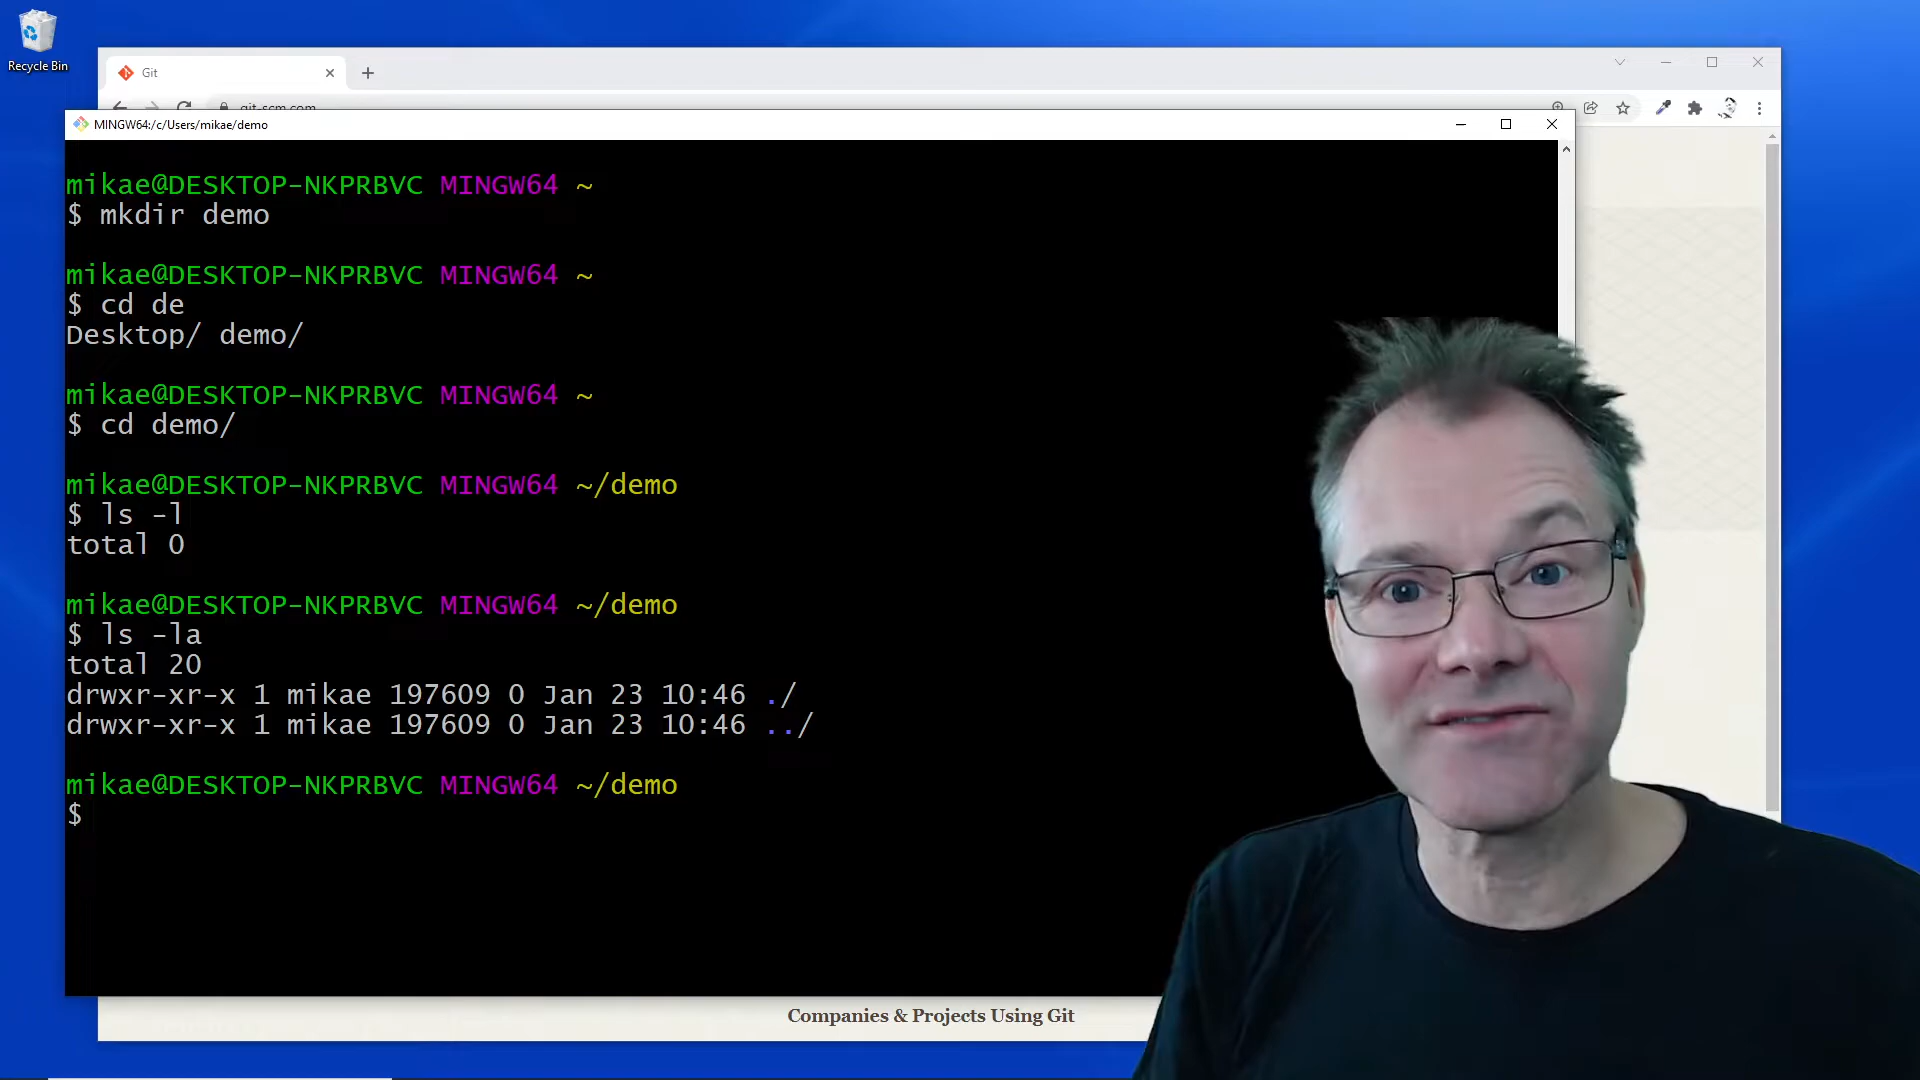 Recycle Bin
Git
git-scm.com
MINGW64:/c/Users/mikae/demo
mikae@DESKTOP-NKPRBVC MINGW64 ~
$ mkdir demo
mikae@DESKTOP-NKPRBVC MINGW64 ~
$ cd de
Desktop/ demo/
mikae@DESKTOP-NKPRBVC MINGW64 ~
$ cd demo/
mikae@DESKTOP-NKPRBVC MINGW64 ~/demo
$ ls -l
total 0
mikae@DESKTOP-NKPRBVC MINGW64 ~/demo
$ ls -la
total 20
drwxr-xr-x 1 mikae 197609 0 Jan 23 10:46 ./
drwxr-xr-x 1 mikae 197609 0 Jan 23 10:46 ../
mikae@DESKTOP-NKPRBVC MINGW64 ~/demo
$
Companies & Projects Using Git